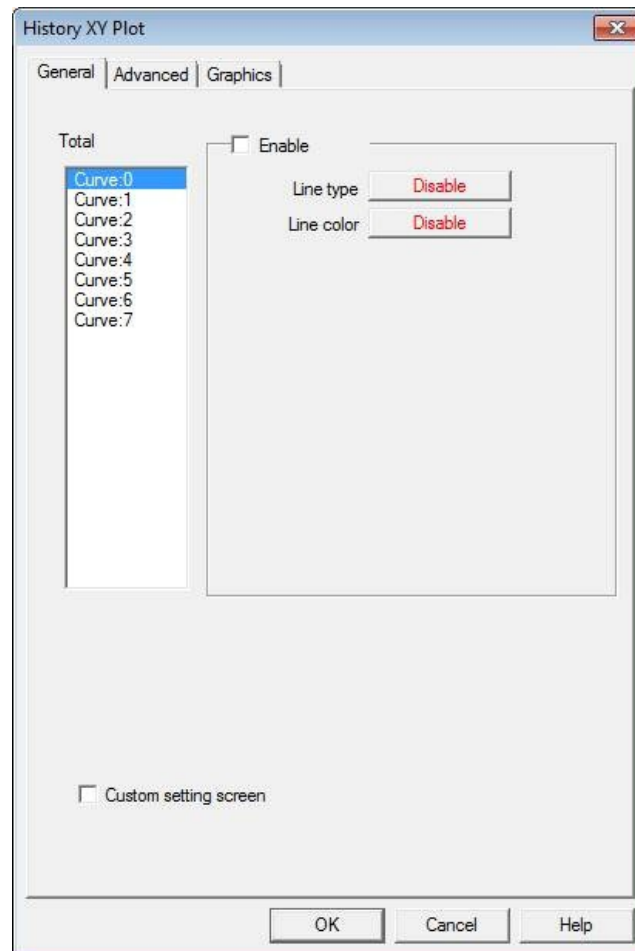 History XY Plot
General Advanced Graphics
Total
Enable
Curve:0
Curve:1
Curve:2
Curve:3
Curve:4
Curve:5
Curve:6
Curve:7
Line type Disable
Line color Disable
Custom setting screen
OK Cancel Help